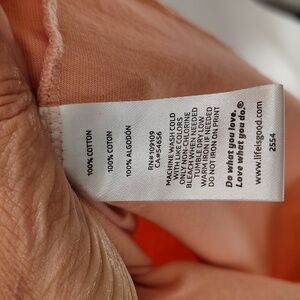 100% COTTON
100% COTTON
100% ALGODÓN
RN#109109
CA#54656
MACHINE WASH COLD
WITH LIKE COLORS
ONLY NON-CHLORINE
BLEACH WHEN NEEDED
TUMBLE DRY LOW
WARM IRON IF NEEDED
DO NOT IRON ON PRINT
Do what you love.
Love what you do.®
www.lifeisgood.com
2554